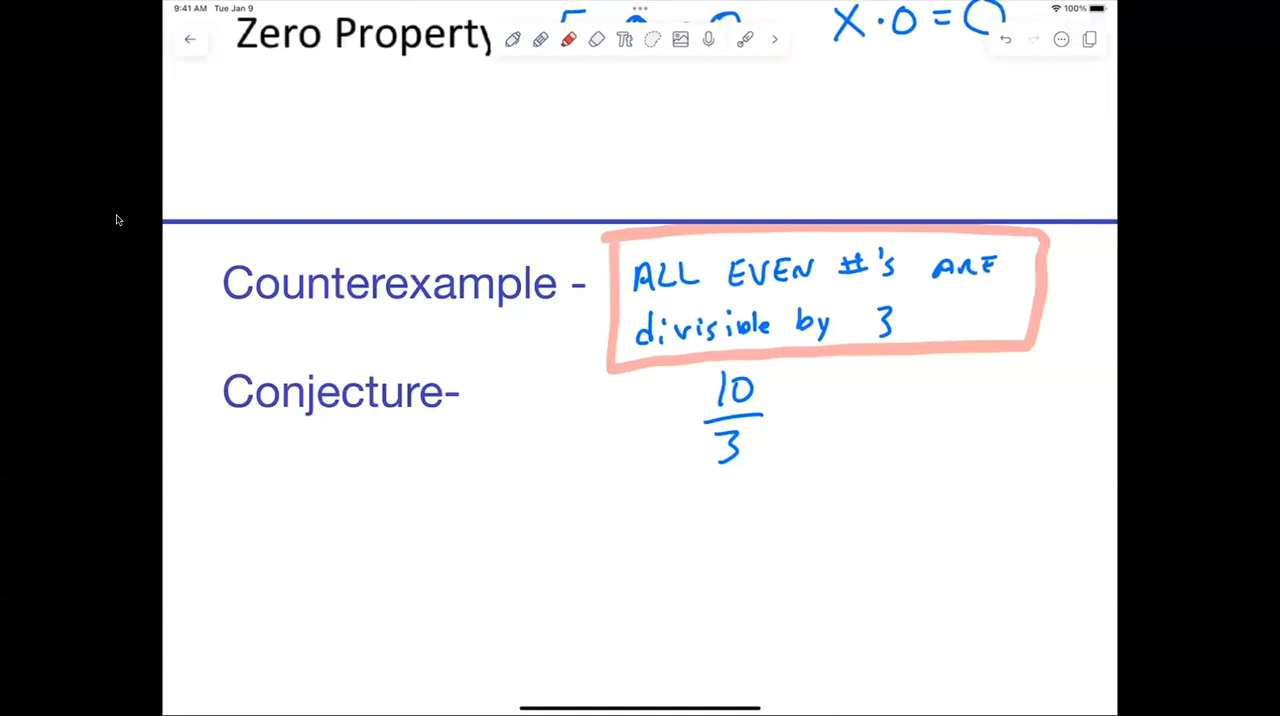 9:41 AM Tue Jan 9
100%
Zero Property
x · 0 = 0
Counterexample - ALL EVEN #'s ARE
divisible by 3
Conjecture-
10
3